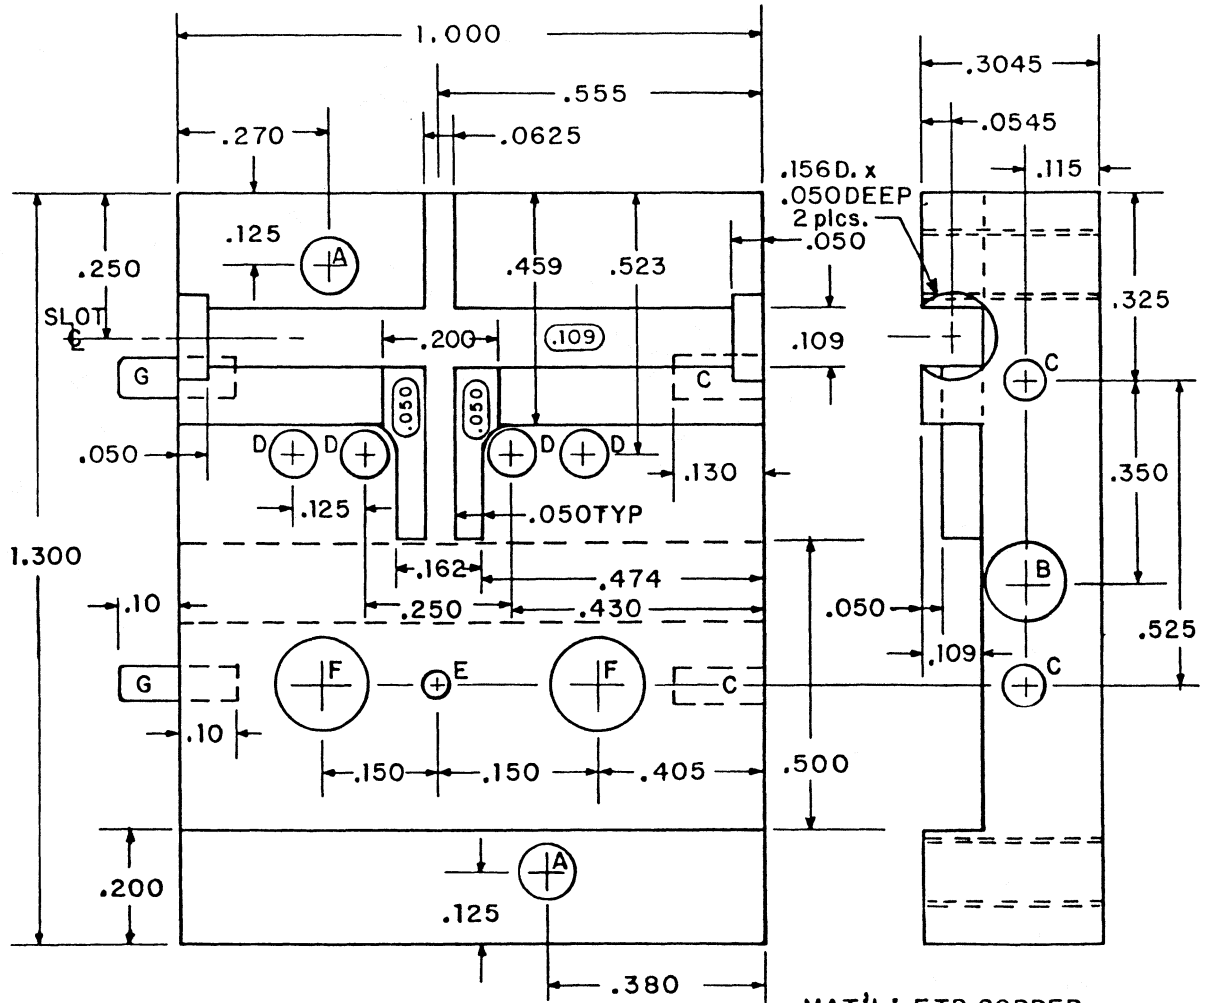 1.000
.3045
.555
.0545
.270
.0625
.156D. x
.115
.050DEEP
2 plcs.
.050
.125
A
.250
.459
.523
.325
SLOT
℄
.200
.109
.109
G
C
C
.050
.050
D
D
D
D
.050
.130
.350
.125
.050TYP
1.300
.162
.474
B
.10
.250
.430
.050
.525
.109
F
E
F
C
G
C
.10
.150
.150
.405
.500
A
.200
.125
.380